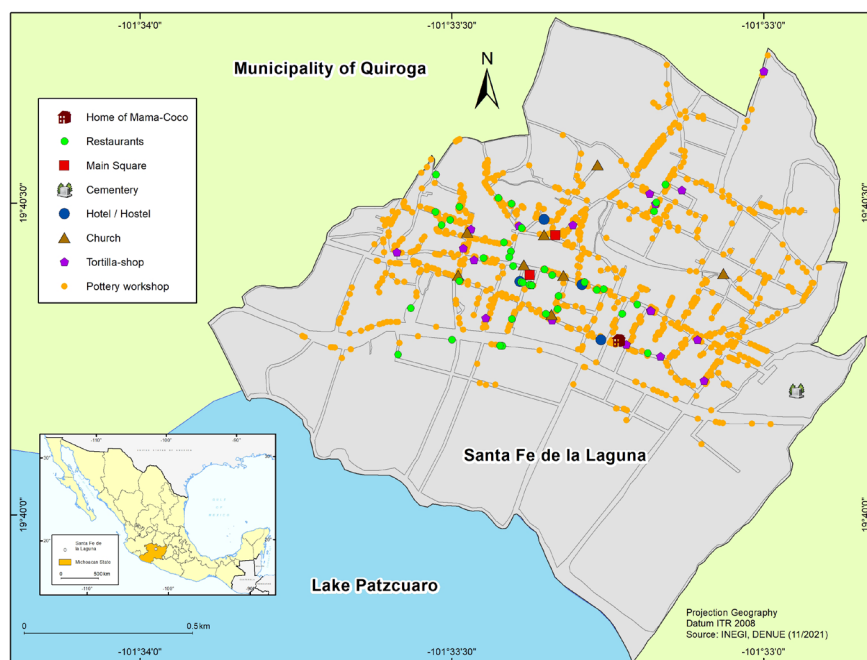 -101°34'0"
-101°33'30"
-101°33'0"
Municipality of Quiroga
N
Home of Mama-Coco
Restaurants
Main Square
Cementery
Hotel / Hostel
Church
Tortilla-shop
Pottery workshop
19°40'30"
19°40'30"
19°40'0"
19°40'0"
Santa Fe de la Laguna
Lake Patzcuaro
Santa Fe de
la Laguna
Michoacan State
0
500 km
GULF
OF
MEXICO
0
0.5 km
Projection Geography
Datum ITR 2008
Source: INEGI, DENUE (11/2021)
-101°34'0"
-101°33'30"
-101°33'0"